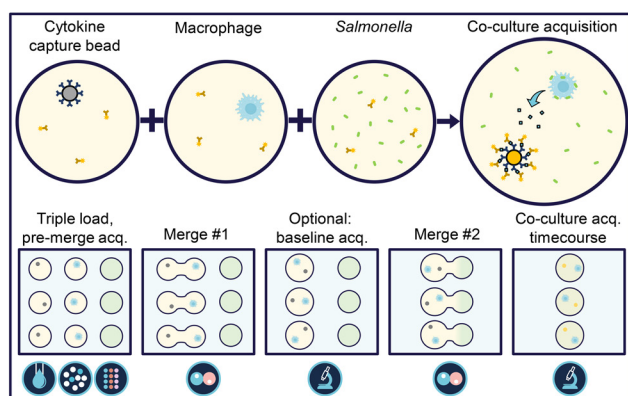 Cytokine
capture bead
Macrophage
Salmonella
Co-culture acquisition
Triple load,
pre-merge acq.
Merge #1
Optional:
baseline acq.
Merge #2
Co-culture acq.
timecourse